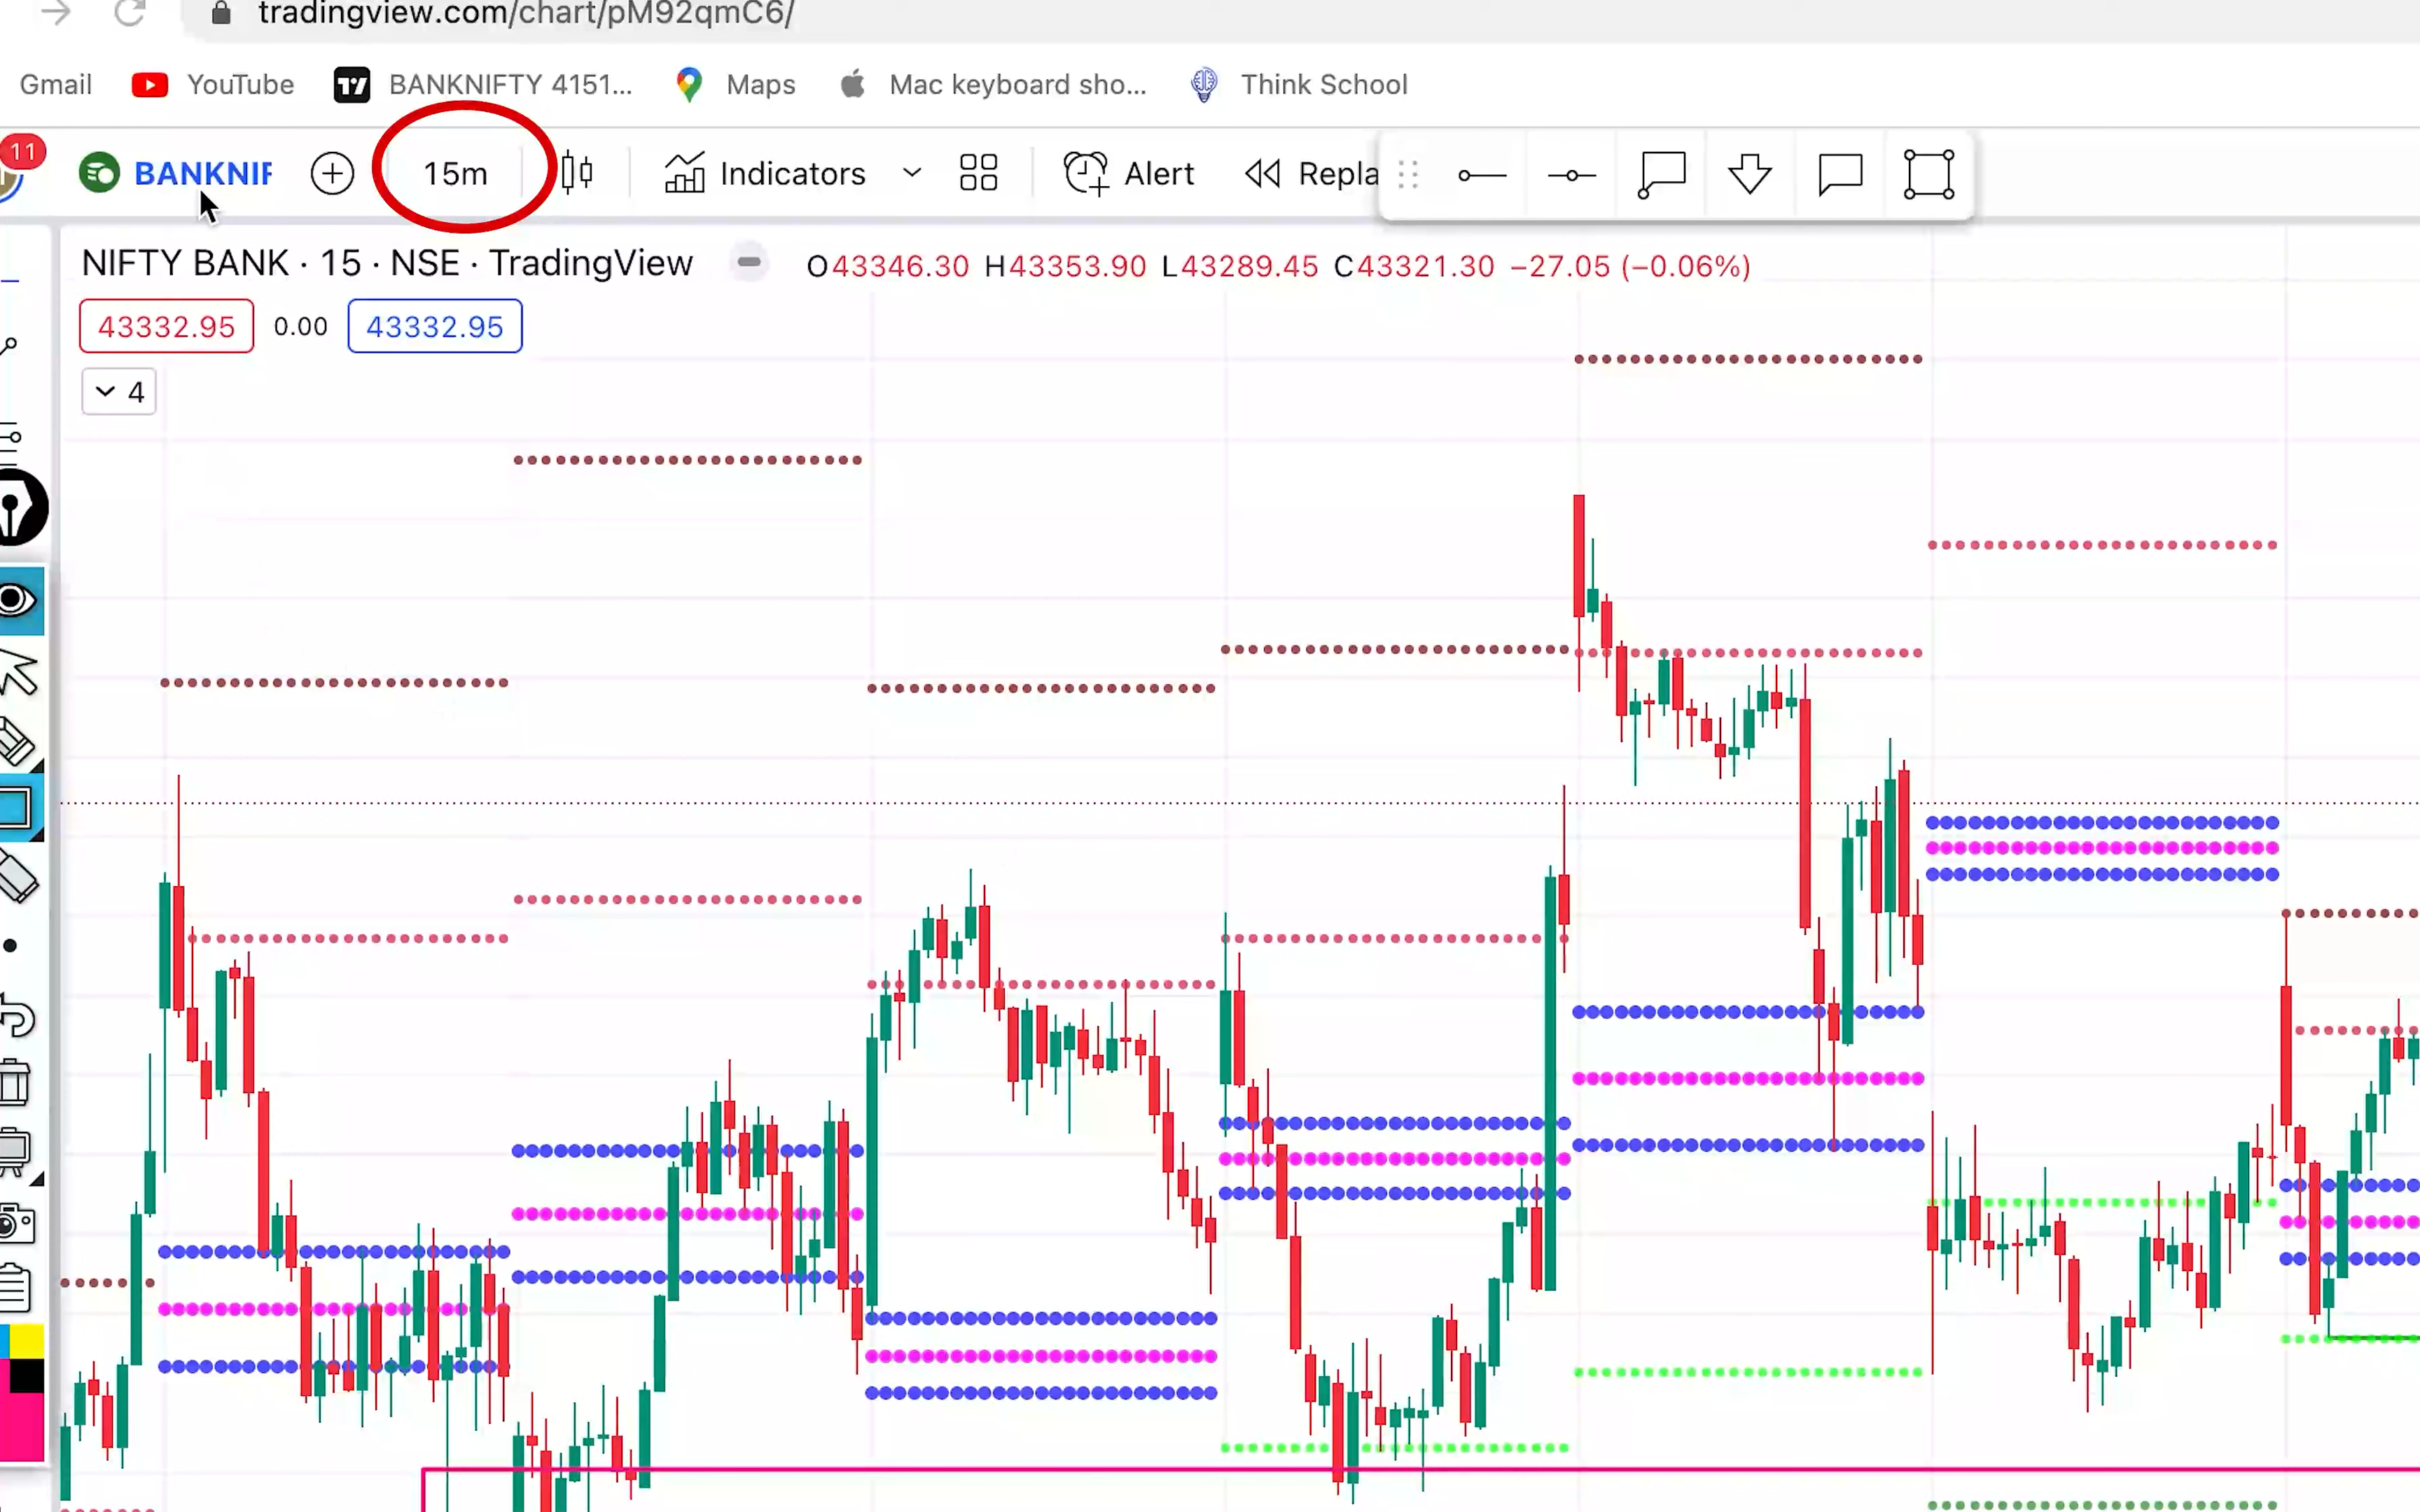 tradingview.com/chart/pM92qmC6/
Gmail YouTube BANKNIFTY 4151... Maps Mac keyboard sho... Think School
11 BANKNIF 15m Indicators Alert Repla
NIFTY BANK · 15 · NSE · TradingView O43346.30 H43353.90 L43289.45 C43321.30 −27.05 (−0.06%)
43332.95 0.00 43332.95
4